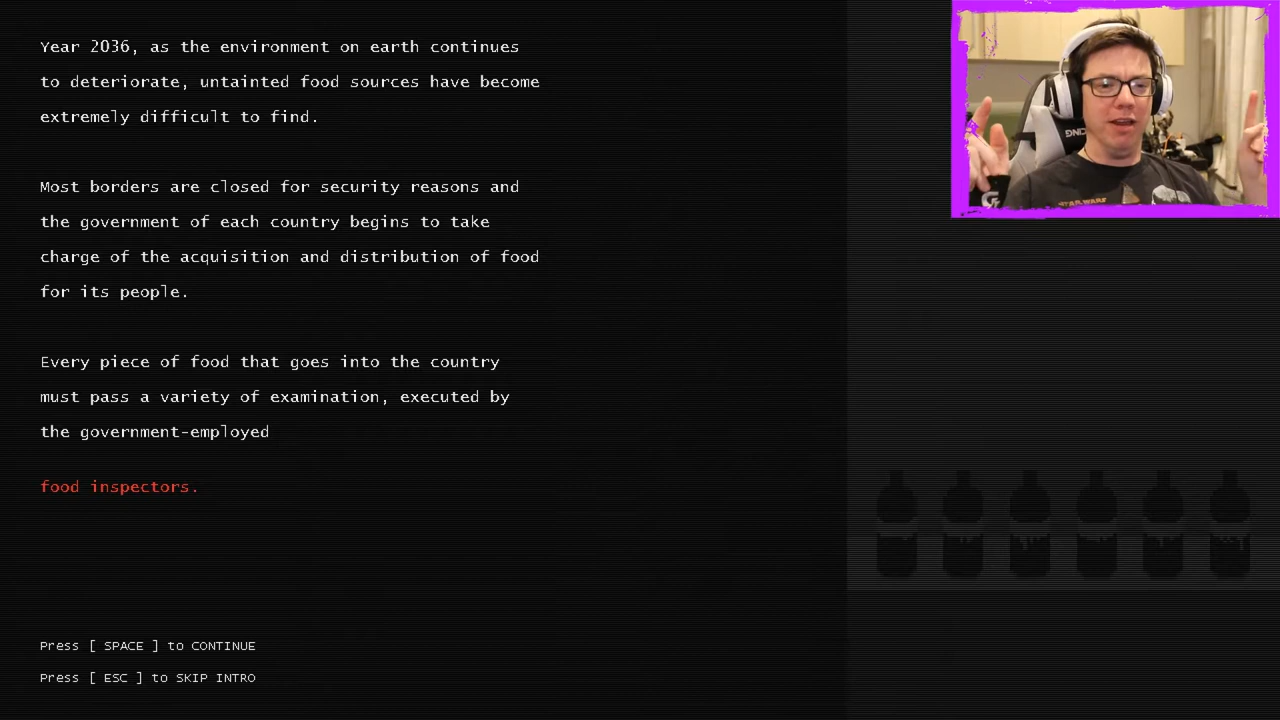 Year 2036, as the environment on earth continues
to deteriorate, untainted food sources have become
extremely difficult to find.
Most borders are closed for security reasons and
the government of each country begins to take
charge of the acquisition and distribution of food
for its people.
Every piece of food that goes into the country
must pass a variety of examination, executed by
the government-employed
food inspectors.
Press [ SPACE ] to CONTINUE
Press [ ESC ] to SKIP INTRO
STAR WARS